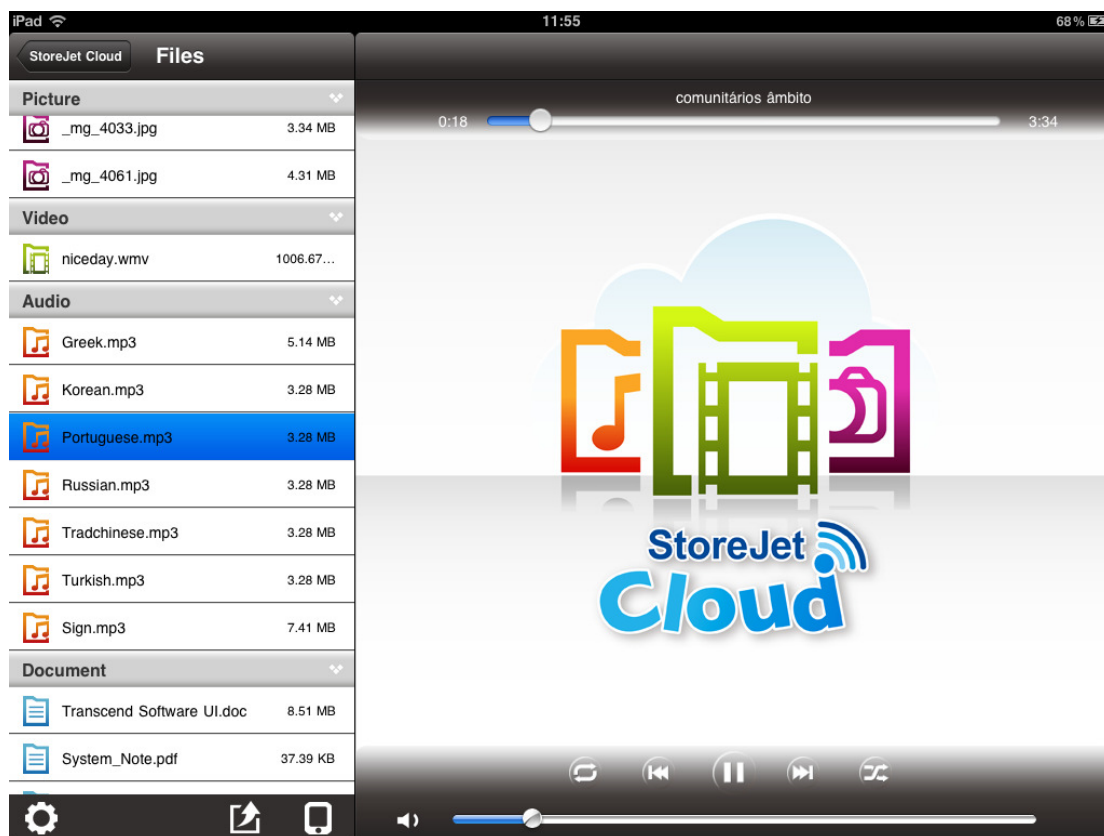 iPad 11:55 68%
StoreJet Cloud Files
Picture
_mg_4033.jpg 3.34 MB
_mg_4061.jpg 4.31 MB
Video
niceday.wmv 1006.67...
Audio
Greek.mp3 5.14 MB
Korean.mp3 3.28 MB
Portuguese.mp3 3.28 MB
Russian.mp3 3.28 MB
Tradchinese.mp3 3.28 MB
Turkish.mp3 3.28 MB
Sign.mp3 7.41 MB
Document
Transcend Software UI.doc 8.51 MB
System_Note.pdf 37.39 KB
comunitários âmbito
0:18 3:34
StoreJet
Cloud